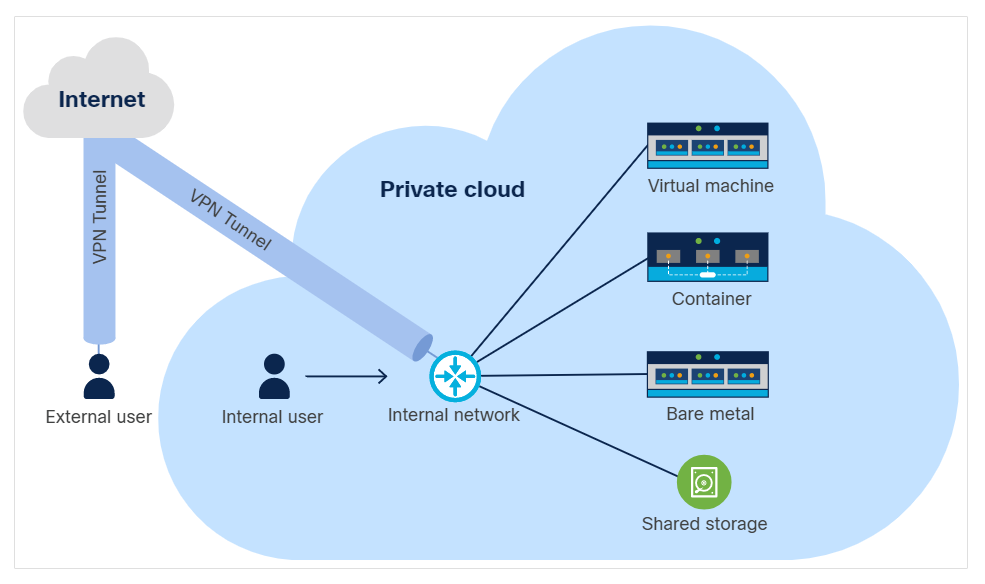 Internet
VPN Tunnel
VPN Tunnel
Private cloud
Virtual machine
Container
External user
Internal user
Internal network
Bare metal
Shared storage